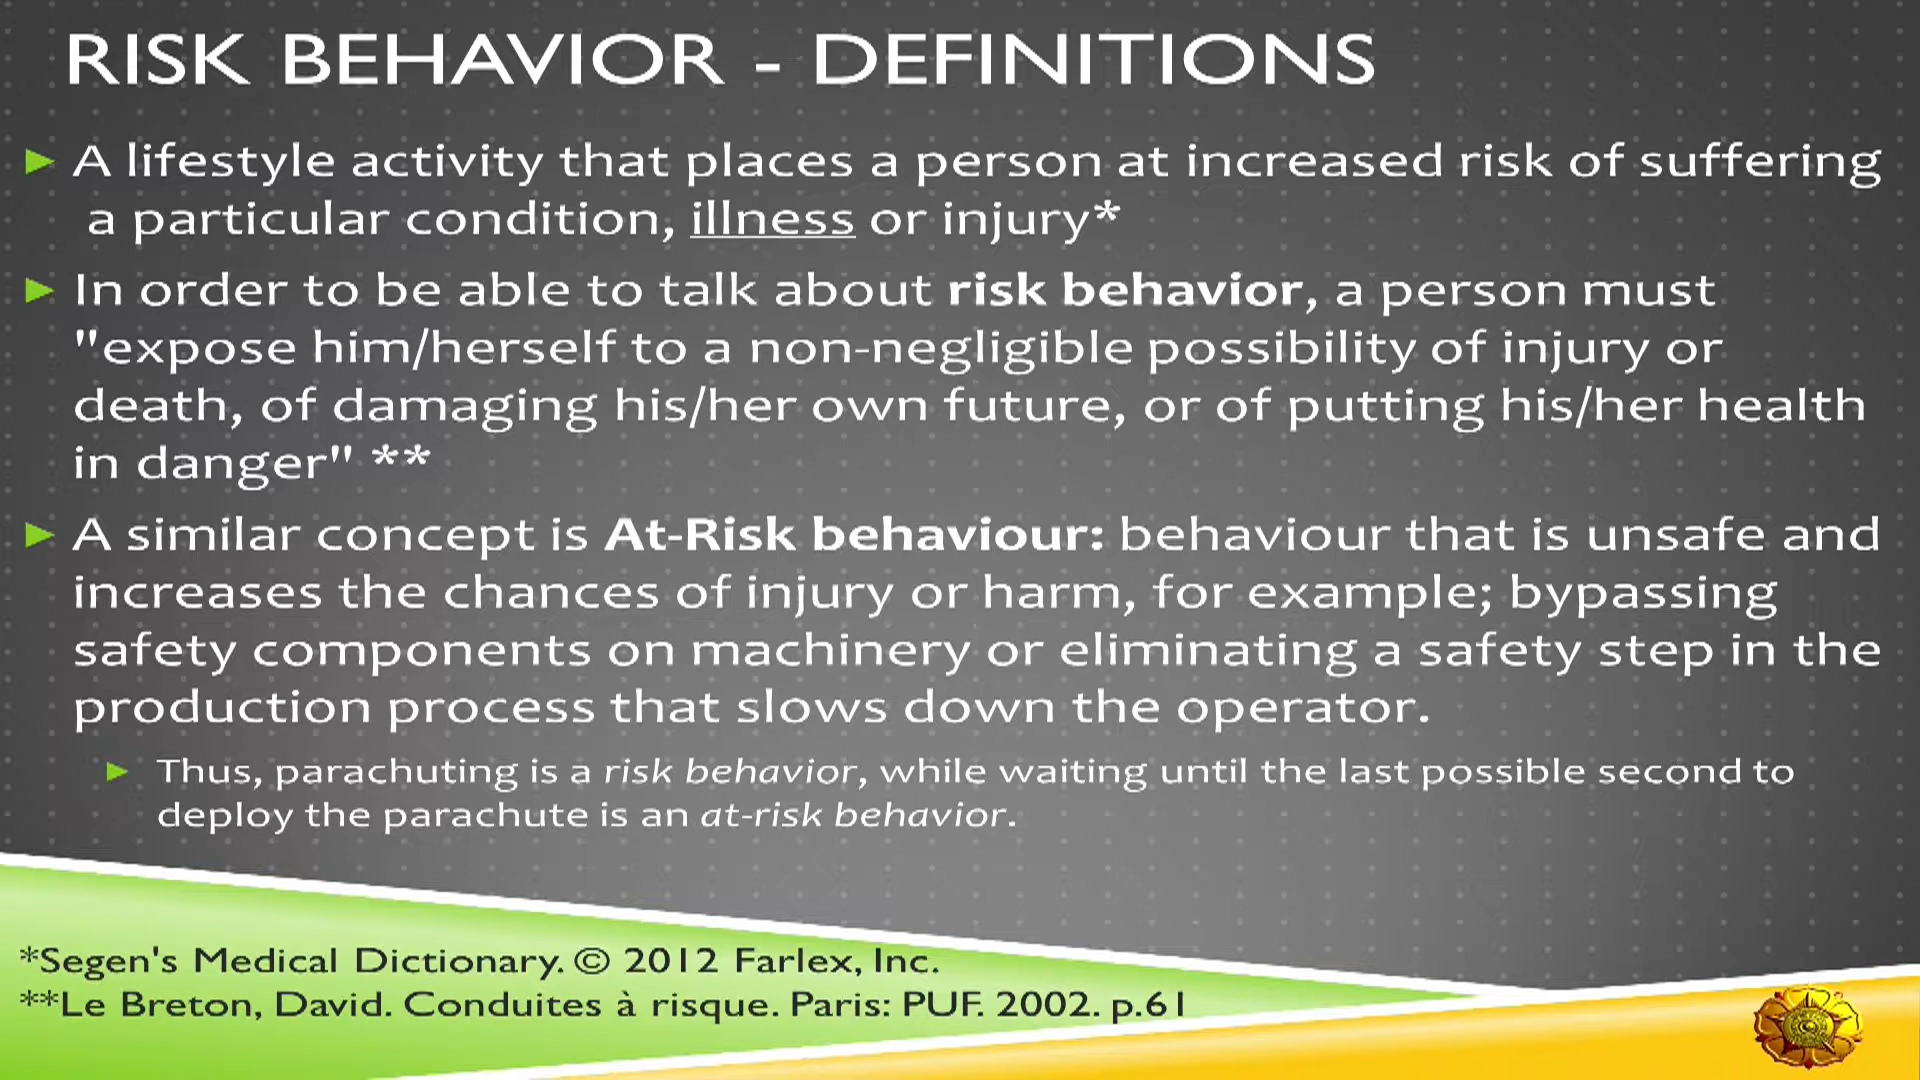 RISK BEHAVIOR - DEFINITIONS
A lifestyle activity that places a person at increased risk of suffering
a particular condition, illness or injury*
In order to be able to talk about risk behavior, a person must
"expose him/herself to a non-negligible possibility of injury or
death, of damaging his/her own future, or of putting his/her health
in danger" **
A similar concept is At-Risk behaviour: behaviour that is unsafe and
increases the chances of injury or harm, for example; bypassing
safety components on machinery or eliminating a safety step in the
production process that slows down the operator.
Thus, parachuting is a risk behavior, while waiting until the last possible second to
deploy the parachute is an at-risk behavior.
*Segen's Medical Dictionary. © 2012 Farlex, Inc.
**Le Breton, David. Conduites à risque. Paris: PUF. 2002. p.61